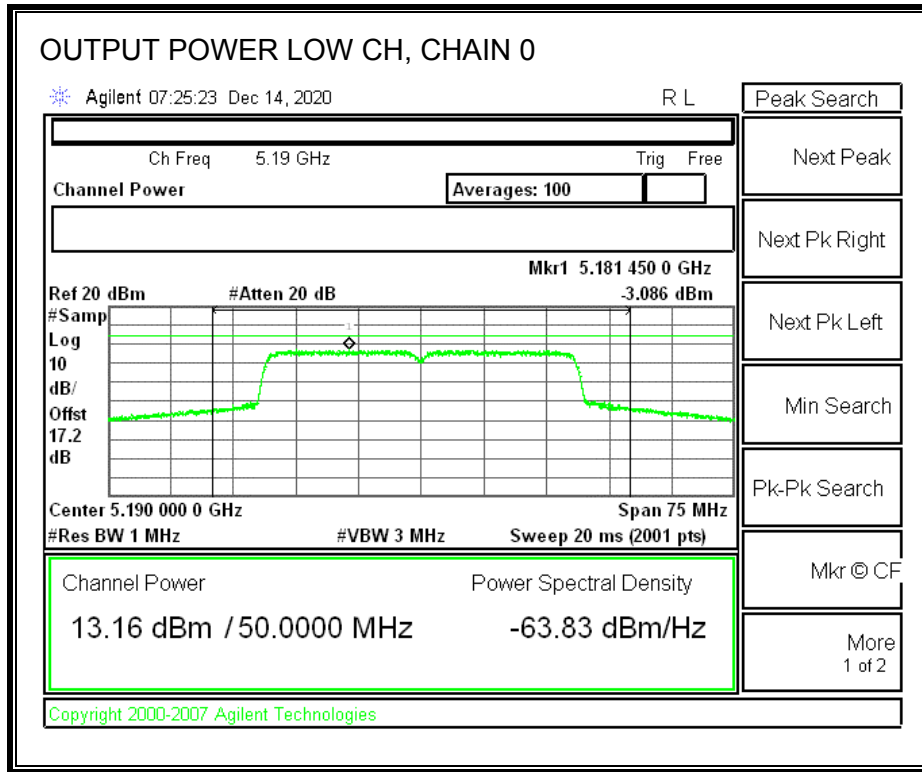 OUTPUT POWER LOW CH, CHAIN 0
Agilent 07:25:23 Dec 14, 2020 R L
Peak Search
Ch Freq 5.19 GHz Trig Free
Channel Power Averages: 100
Mkr1 5.181 450 0 GHz
Ref 20 dBm #Atten 20 dB -3.086 dBm
#Samp
Log
10
dB/
Offst
17.2
dB
1
Center 5.190 000 0 GHz Span 75 MHz
#Res BW 1 MHz #VBW 3 MHz Sweep 20 ms (2001 pts)
Channel Power Power Spectral Density
13.16 dBm / 50.0000 MHz -63.83 dBm/Hz
Copyright 2000-2007 Agilent Technologies
Next Peak
Next Pk Right
Next Pk Left
Min Search
Pk-Pk Search
Mkr © CF
More
1 of 2